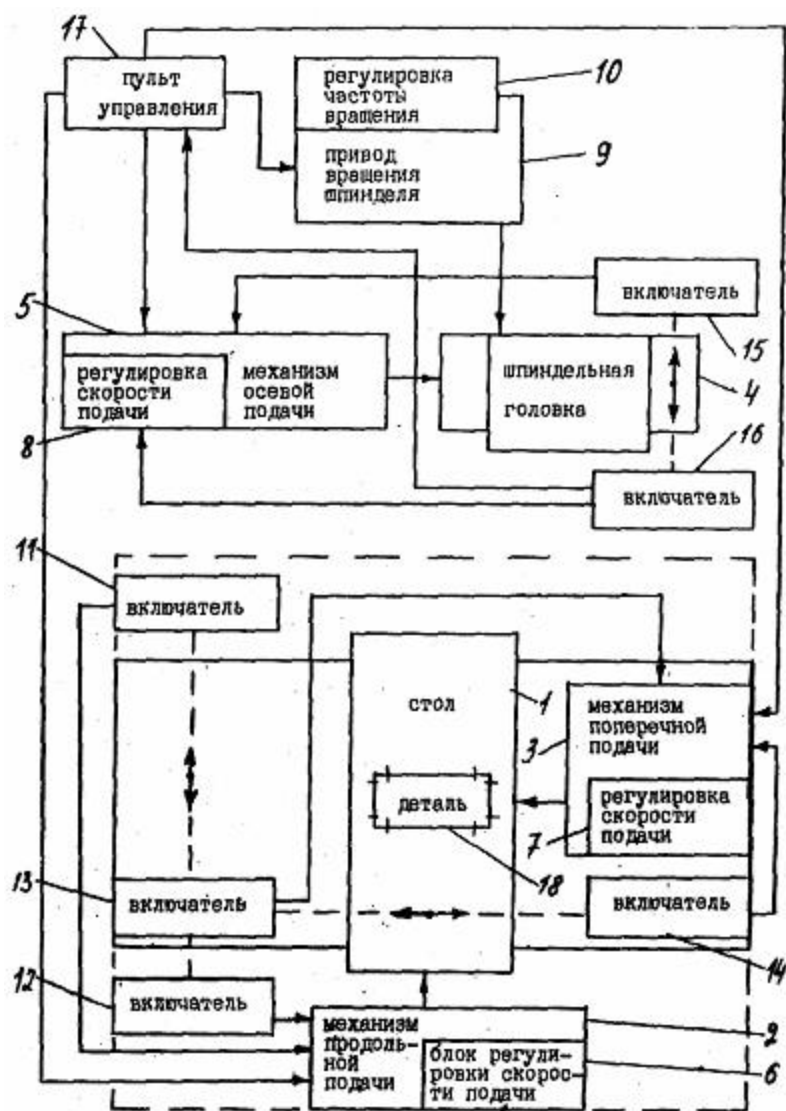 17
пульт
управления
регулировка
частоты
вращения
10
привод
вращения
шпинделя
9
5
включатель
15
регулировка
скорости
подачи
механизм
осевой
подачи
шпиндельная
головка
4
8
16
включатель
11
включатель
стол
1
механизм
поперечной
подачи
3
деталь
регулировка
скорости
подачи
7
18
13
включатель
включатель
14
12
включатель
механизм
продоль-
ной
подачи
2
блок регули-
ровки скорос-
ти подачи
6